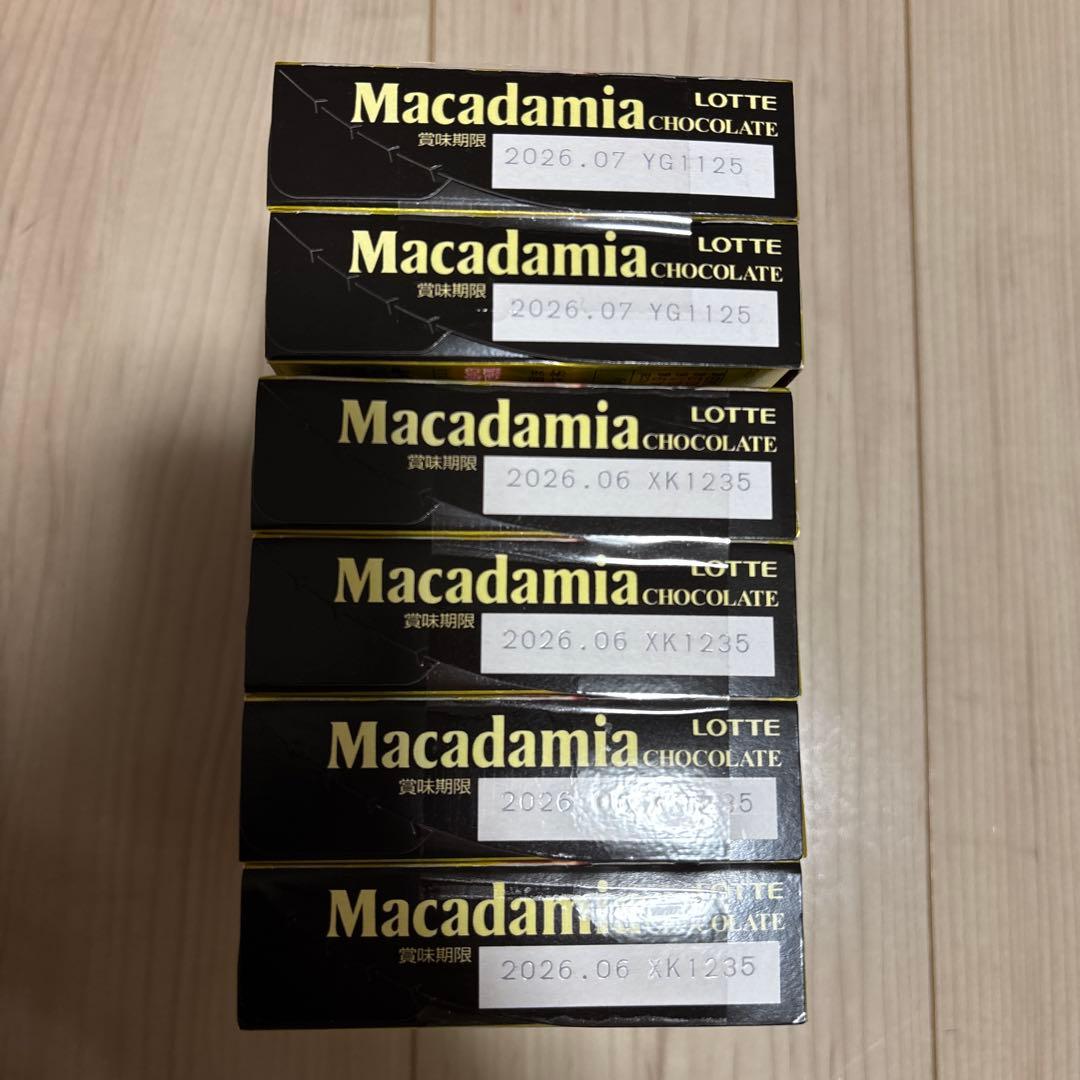 Macadamia LOTTE
CHOCOLATE
賞味期限 2026.07 YG1125
Macadamia LOTTE
CHOCOLATE
賞味期限 2026.07 YG1125
Macadamia LOTTE
CHOCOLATE
賞味期限 2026.06 XK1235
Macadamia LOTTE
CHOCOLATE
賞味期限 2026.06 XK1235
Macadamia LOTTE
CHOCOLATE
賞味期限 2026
Macadamia LOTTE
CHOCOLATE
賞味期限 2026.06 XK1235